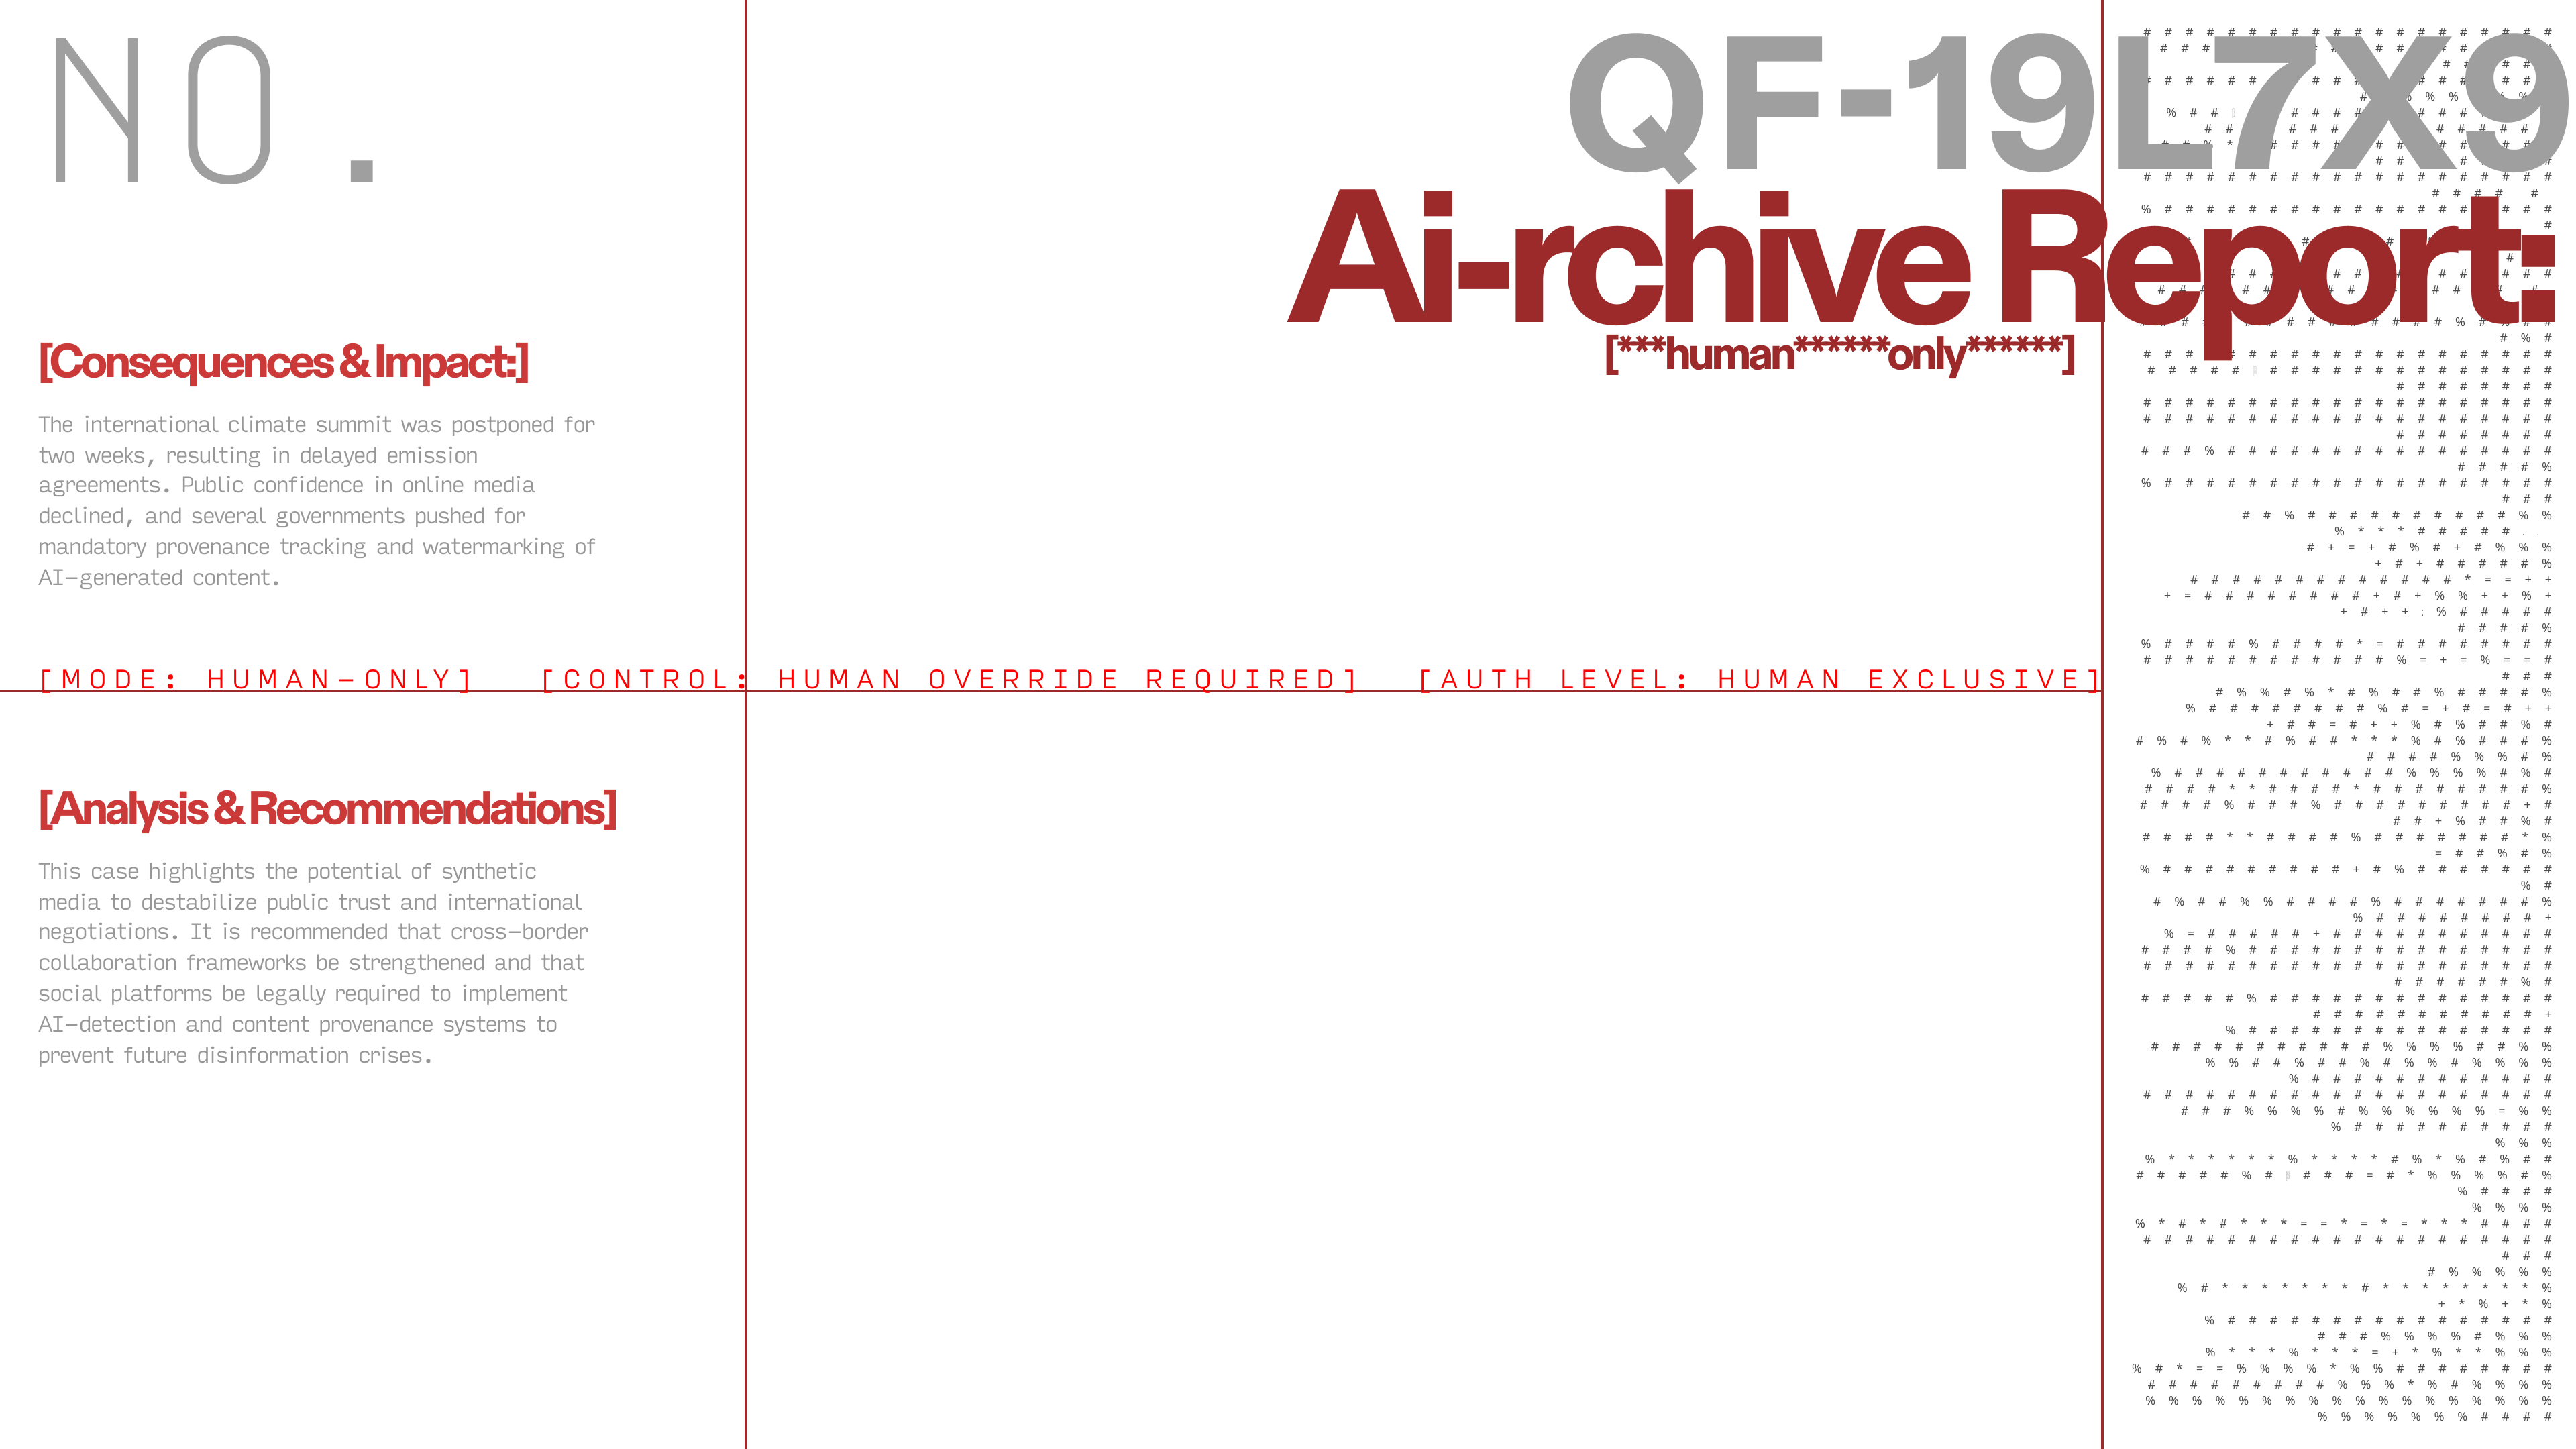 NO.
QF-19L7X9
Ai-rchive Report:
[***human******only******]
[Consequences & Impact:]
The international climate summit was postponed for
two weeks, resulting in delayed emission
agreements. Public confidence in online media
declined, and several governments pushed for
mandatory provenance tracking and watermarking of
AI-generated content.
[MODE: HUMAN-ONLY] [CONTROL: HUMAN OVERRIDE REQUIRED] [AUTH LEVEL: HUMAN EXCLUSIVE]
[Analysis & Recommendations]
This case highlights the potential of synthetic
media to destabilize public trust and international
negotiations. It is recommended that cross-border
collaboration frameworks be strengthened and that
social platforms be legally required to implement
AI-detection and content provenance systems to
prevent future disinformation crises.